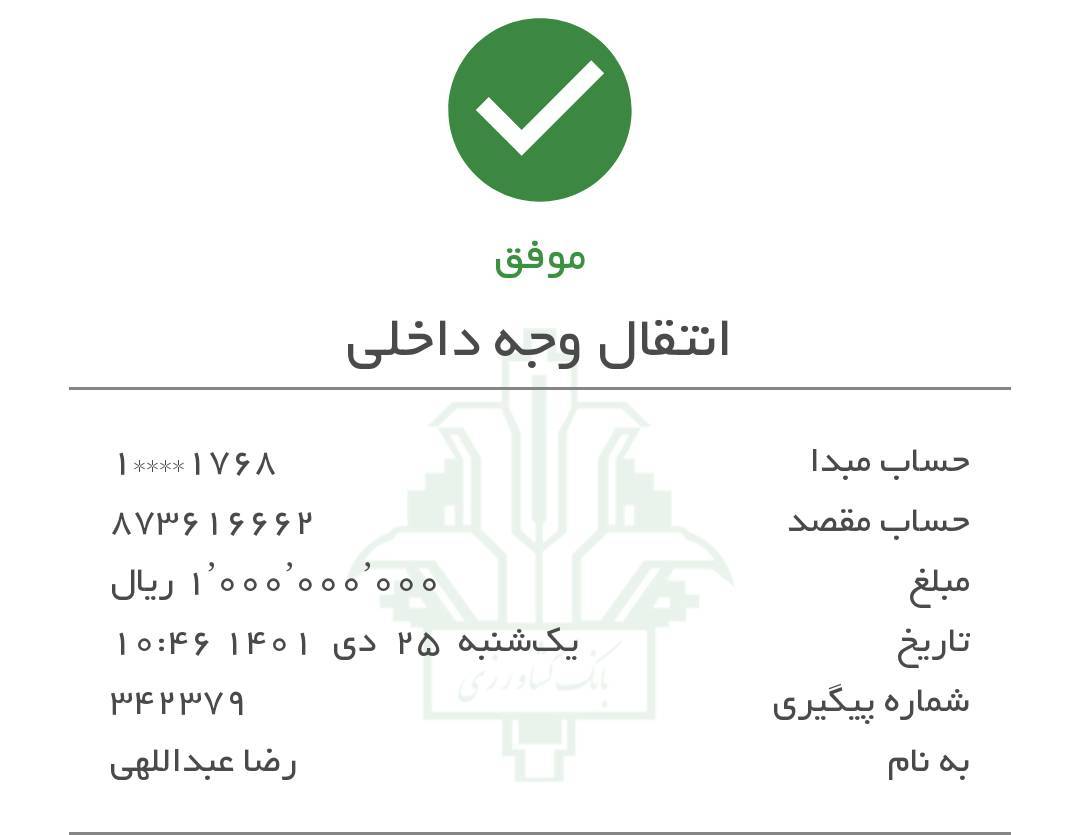 موفق
انتقال وجه داخلی
حساب مبدا ۱****۱۷۶۸
حساب مقصد ۸۷۳۶۱۶۶۶۲
مبلغ ۱٬۰۰۰٬۰۰۰٬۰۰۰ ریال
تاریخ یک‌شنبه ۲۵ دی ۱۴۰۱ ۱۰:۴۶
شماره پیگیری ۳۴۲۳۷۹
به نام رضا عبداللهی
بانک کشاورزی